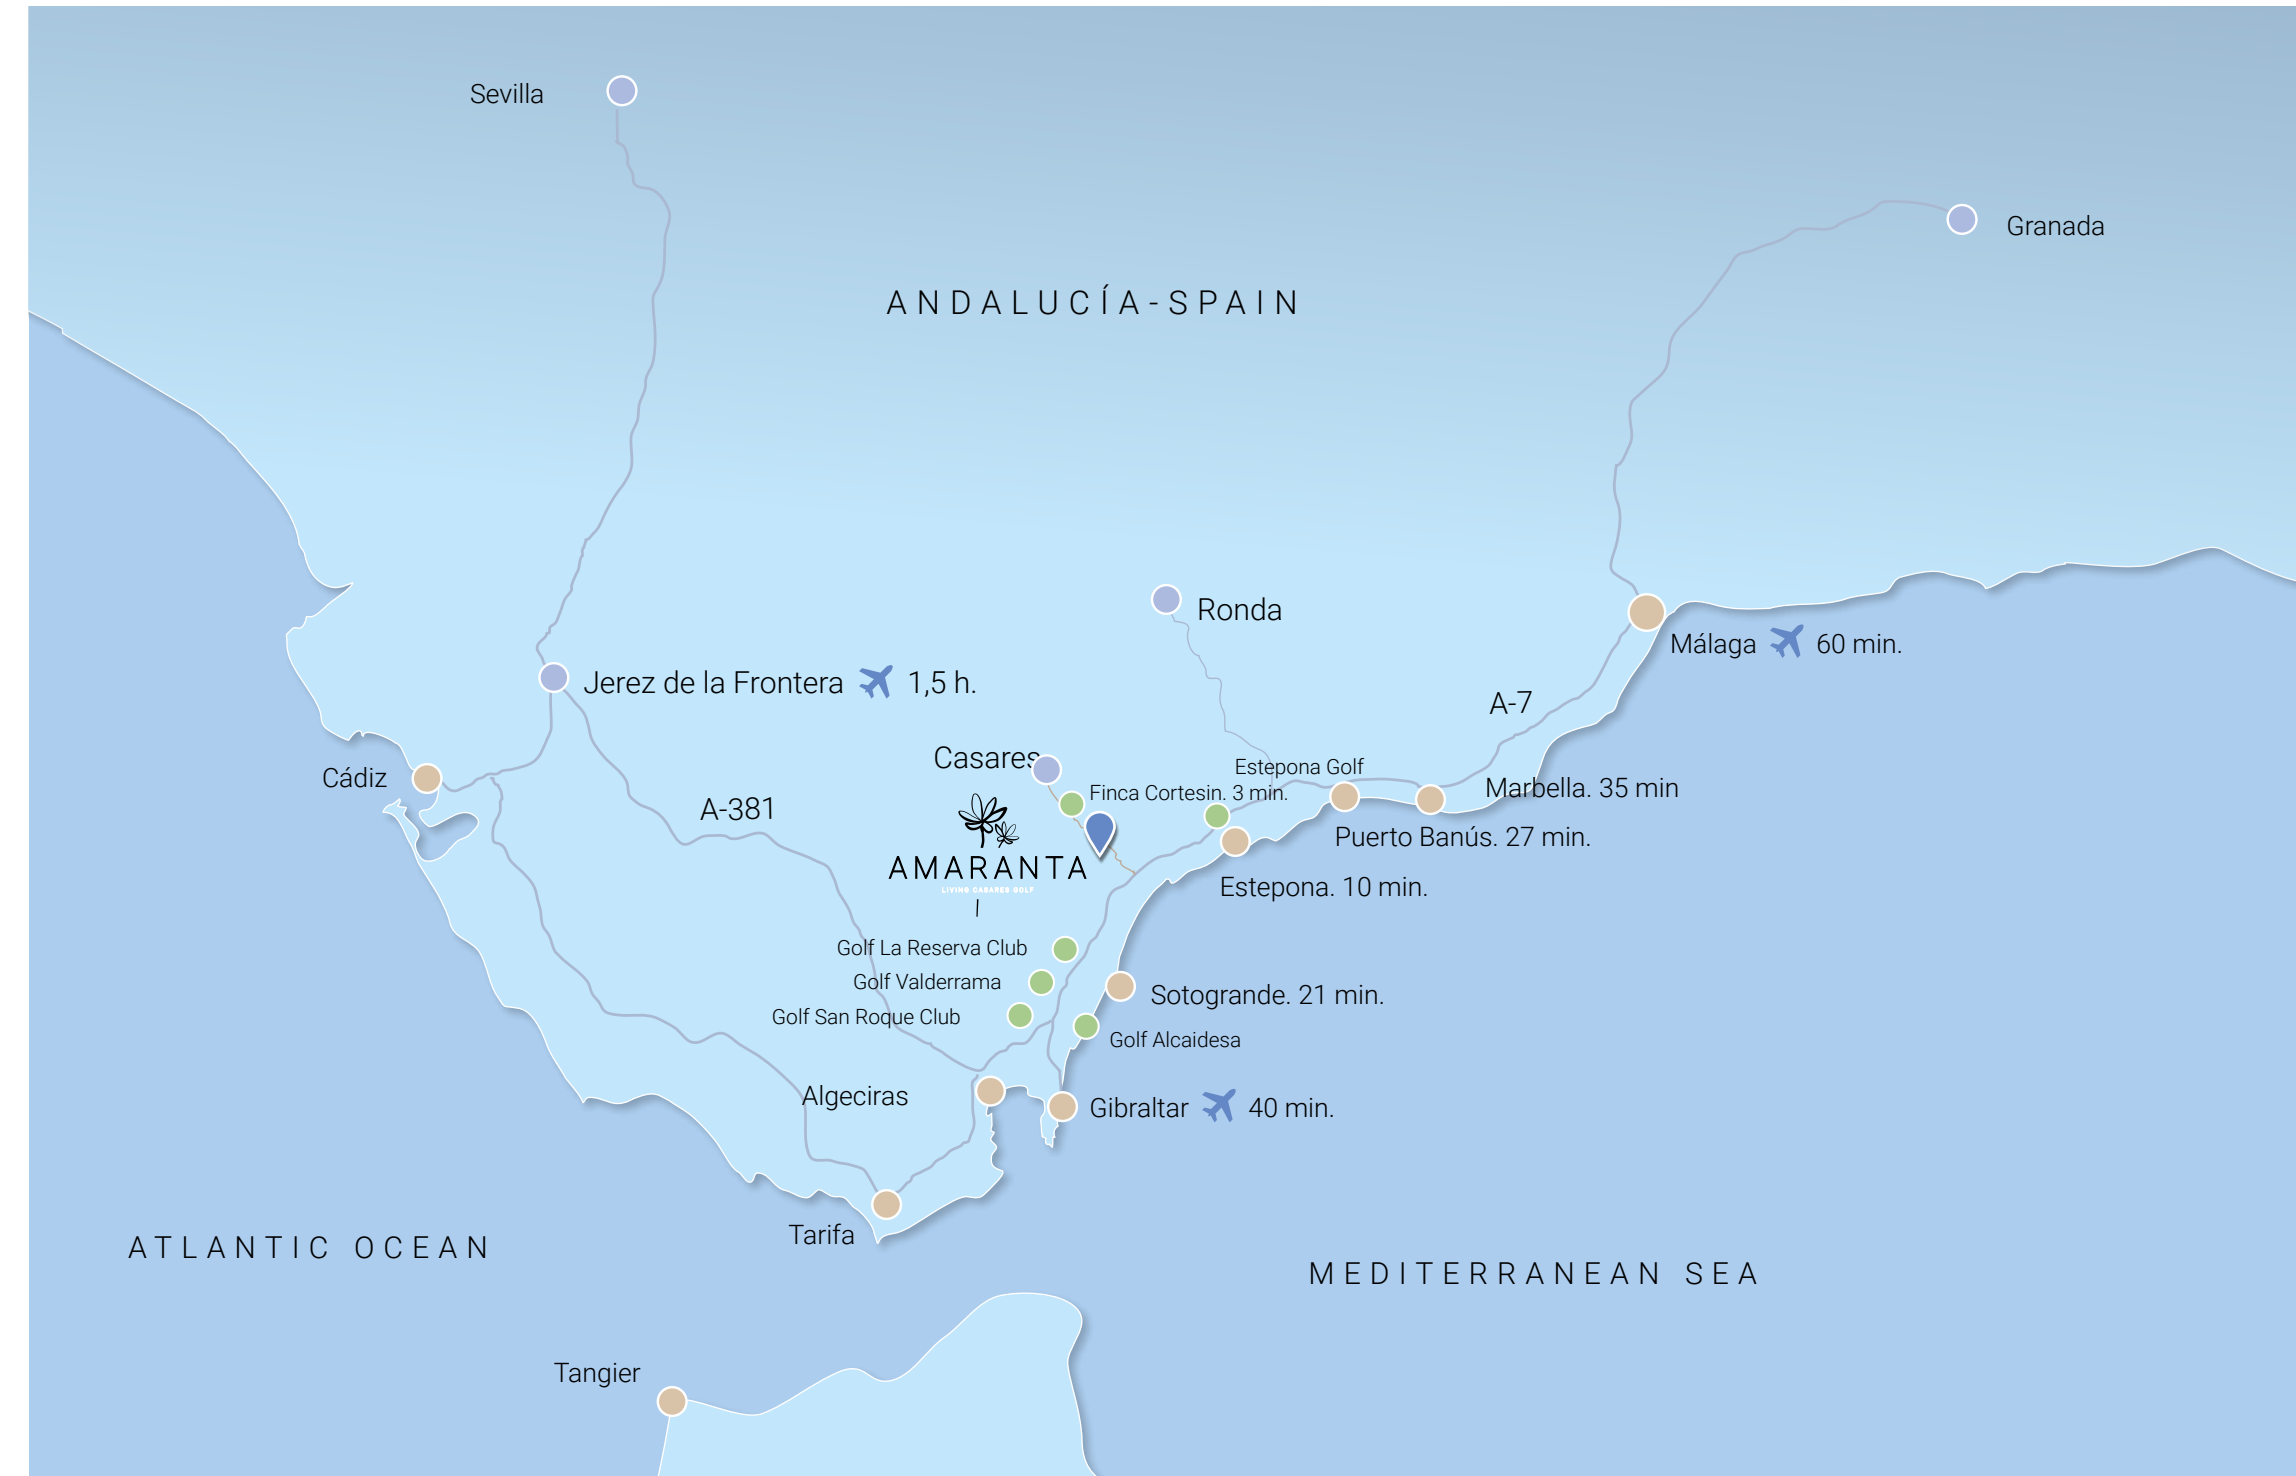 Sevilla
Granada
ANDALUCÍA-SPAIN
Ronda
Málaga 60 min.
Jerez de la Frontera 1,5 h.
A-7
Casares
Estepona Golf
Cádiz
Finca Cortesin. 3 min.
Marbella. 35 min
A-381
Puerto Banús. 27 min.
AMARANTA
LIVING CASARES GOLF
Estepona. 10 min.
Golf La Reserva Club
Golf Valderrama
Sotogrande. 21 min.
Golf San Roque Club
Golf Alcaidesa
Algeciras
Gibraltar 40 min.
Tarifa
ATLANTIC OCEAN
MEDITERRANEAN SEA
Tangier